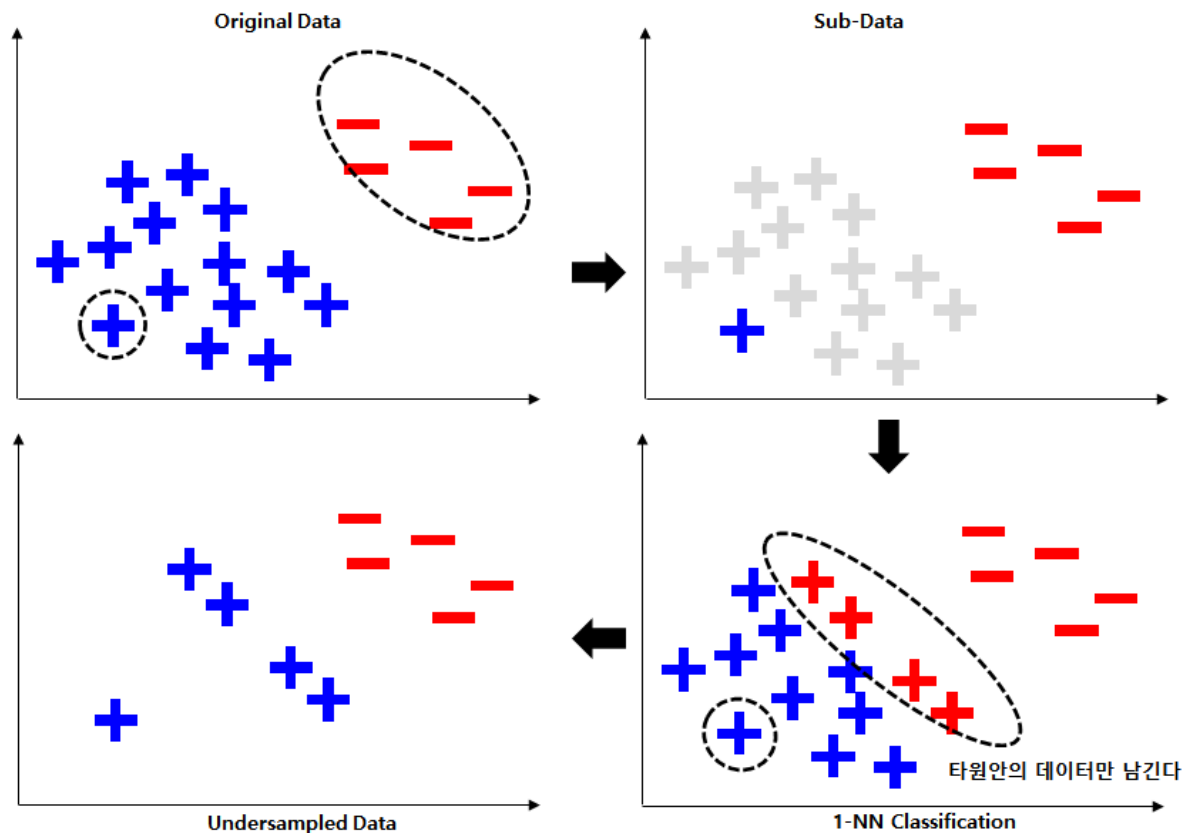 Original Data
Sub-Data
타원안의 데이터만 남긴다
Undersampled Data
1-NN Classification